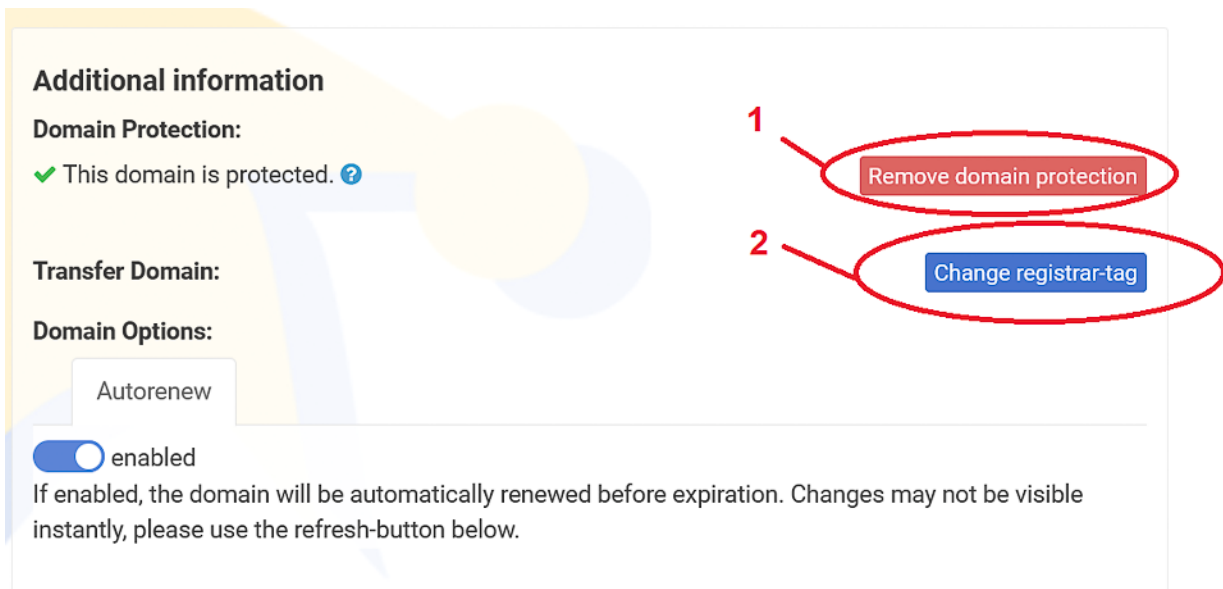 Additional information
Domain Protection:
1
✔ This domain is protected. ?
Remove domain protection
2
Transfer Domain:
Change registrar-tag
Domain Options:
Autorenew
enabled
If enabled, the domain will be automatically renewed before expiration. Changes may not be visible
instantly, please use the refresh-button below.